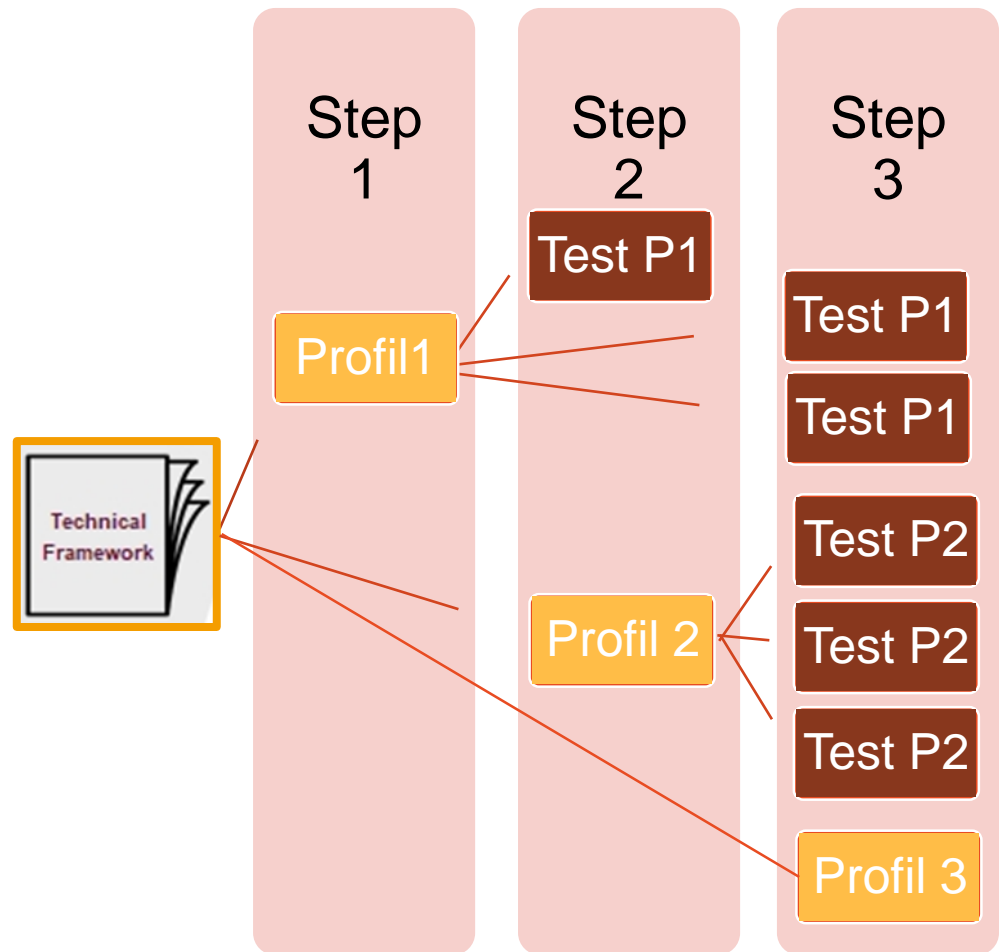 Step
1
Step
2
Step
3
Test P1
Test P1
Profil1
Test P1
Technical
Framework
Test P2
Profil 2
Test P2
Test P2
Profil 3